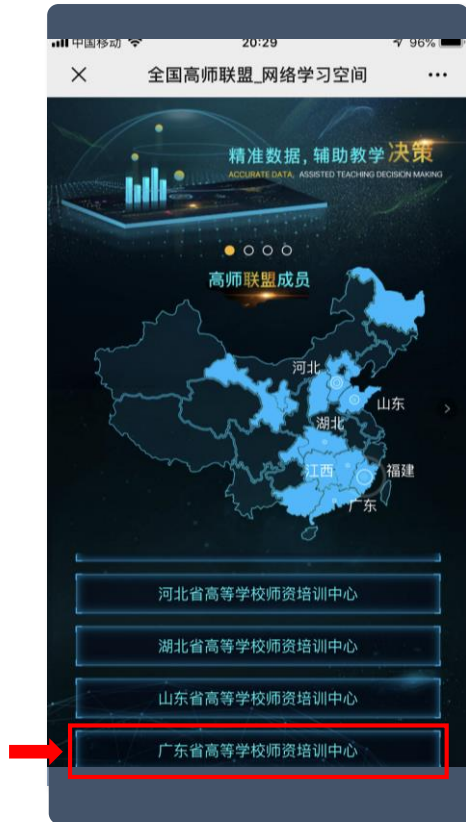 中国移动 20:29 96%
全国高师联盟_网络学习空间
精准数据，辅助教学决策
ACCURATE DATA, ASSISTED TEACHING DECISION MAKING
高师联盟成员
河北
山东
湖北
江西 福建
广东
河北省高等学校师资培训中心
湖北省高等学校师资培训中心
山东省高等学校师资培训中心
广东省高等学校师资培训中心